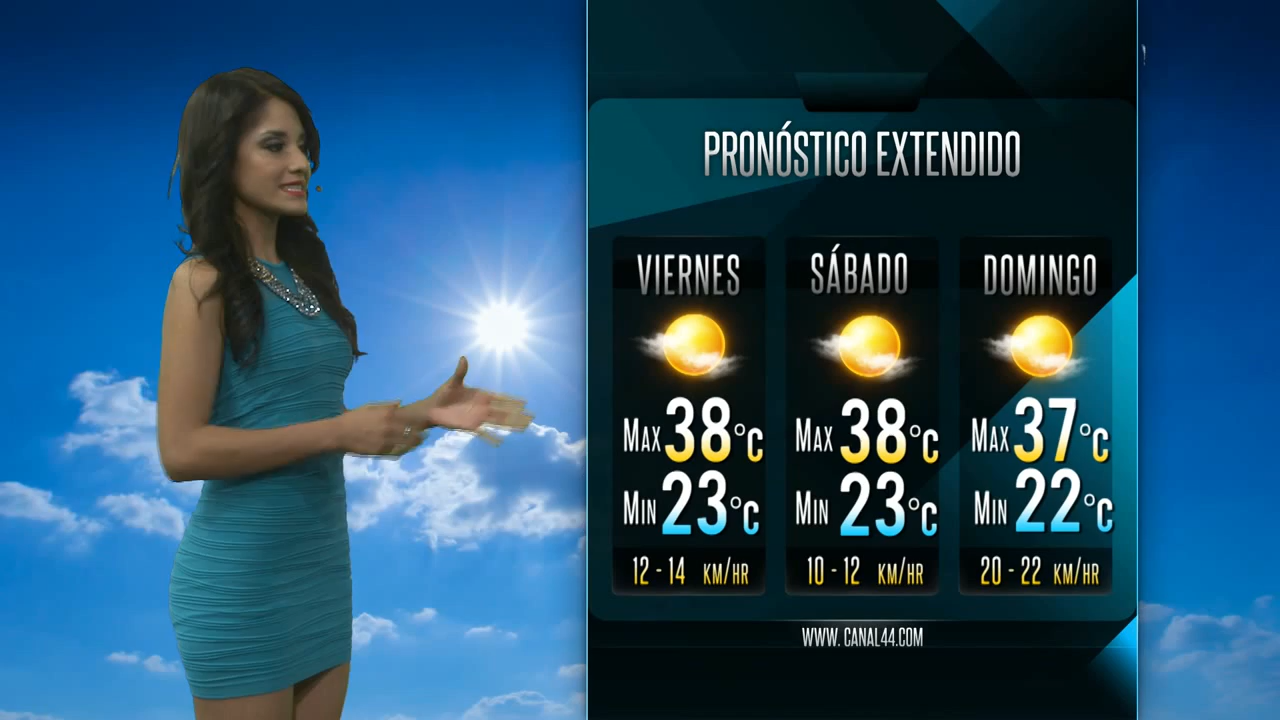 PRONÓSTICO EXTENDIDO
VIERNES
MAX 38°C
MIN 23°C
12 - 14 KM/HR
SÁBADO
MAX 38°C
MIN 23°C
10 - 12 KM/HR
DOMINGO
MAX 37°C
MIN 22°C
20 - 22 KM/HR
WWW.CANAL44.COM